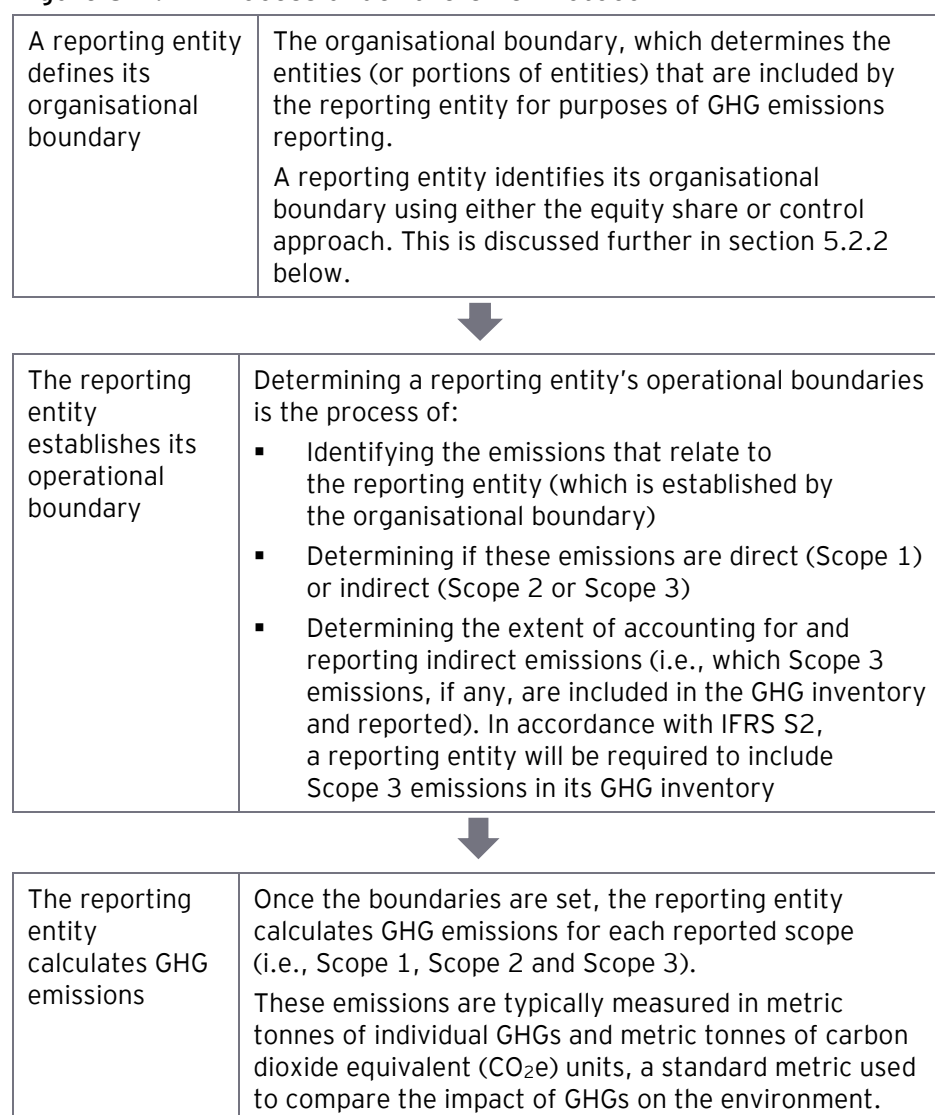 A reporting entity
defines its
organisational
boundary
The organisational boundary, which determines the
entities (or portions of entities) that are included by
the reporting entity for purposes of GHG emissions
reporting.
A reporting entity identifies its organisational
boundary using either the equity share or control
approach. This is discussed further in section 5.2.2
below.
The reporting
entity
establishes its
operational
boundary
Determining a reporting entity's operational boundaries
is the process of:
▪ Identifying the emissions that relate to
the reporting entity (which is established by
the organisational boundary)
▪ Determining if these emissions are direct (Scope 1)
or indirect (Scope 2 or Scope 3)
▪ Determining the extent of accounting for and
reporting indirect emissions (i.e., which Scope 3
emissions, if any, are included in the GHG inventory
and reported). In accordance with IFRS S2,
a reporting entity will be required to include
Scope 3 emissions in its GHG inventory
The reporting
entity
calculates GHG
emissions
Once the boundaries are set, the reporting entity
calculates GHG emissions for each reported scope
(i.e., Scope 1, Scope 2 and Scope 3).
These emissions are typically measured in metric
tonnes of individual GHGs and metric tonnes of carbon
dioxide equivalent (CO₂e) units, a standard metric used
to compare the impact of GHGs on the environment.